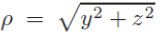 ρ = √(y² + z²)